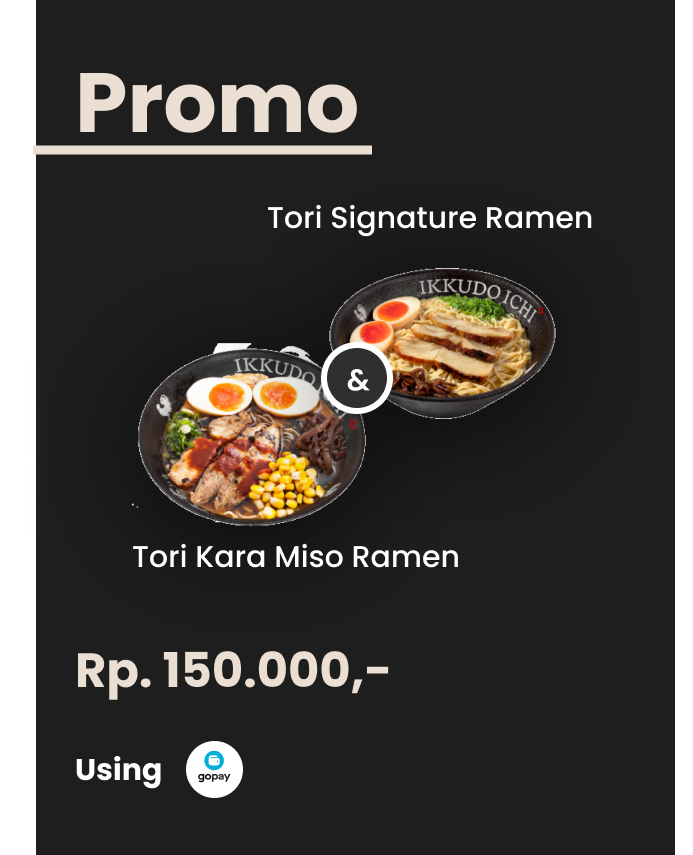 Promo
Tori Signature Ramen
IKKUDO ICHI
&
IKKUDO
Tori Kara Miso Ramen
Rp. 150.000,-
Using
gopay